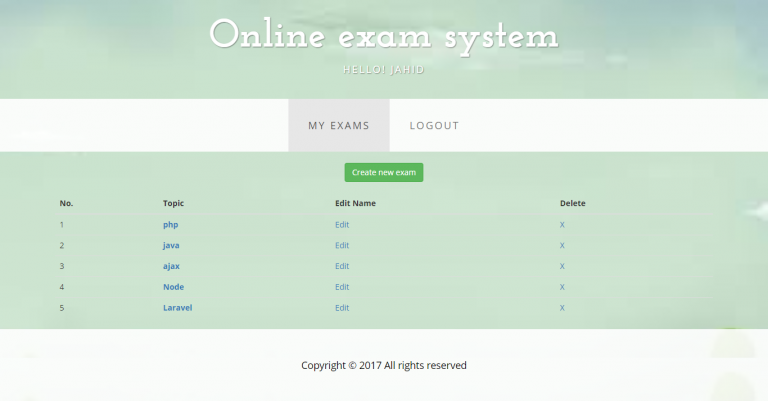 Online exam system
HELLO! JAHID
MY EXAMS LOGOUT
Create new exam
No. Topic Edit Name Delete
1 php Edit X
2 java Edit X
3 ajax Edit X
4 Node Edit X
5 Laravel Edit X
Copyright © 2017 All rights reserved